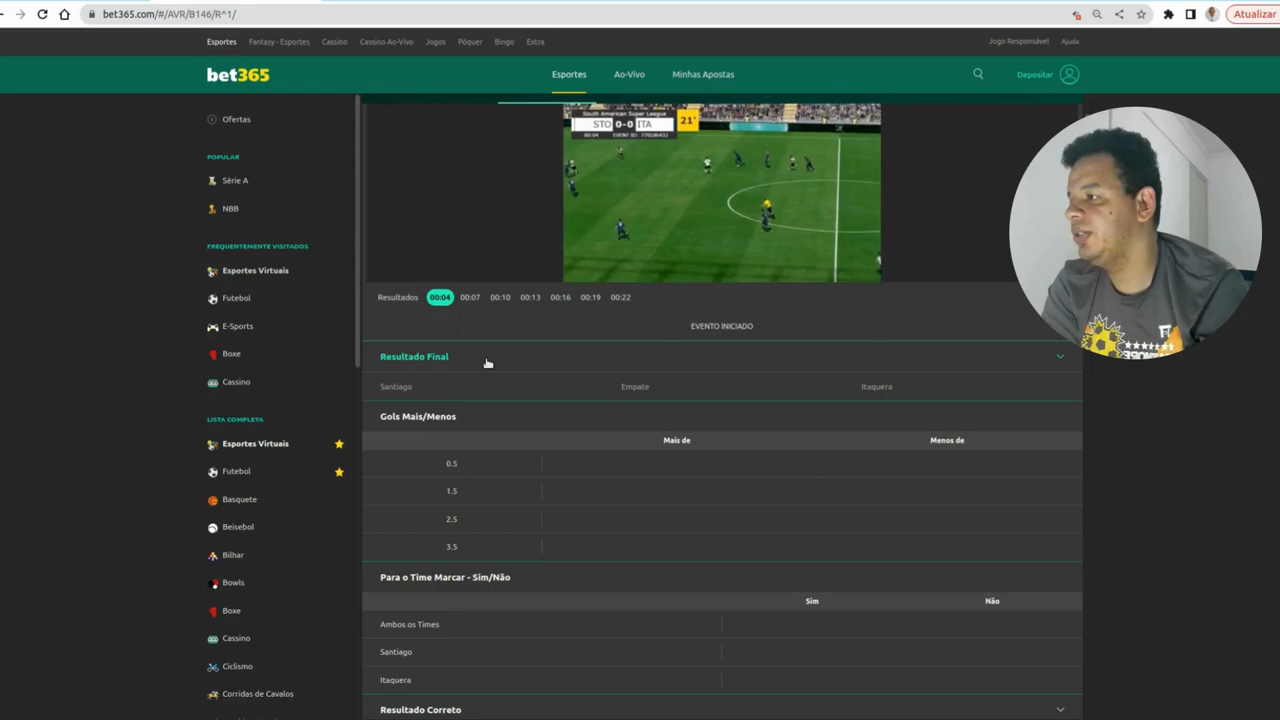 bet365.com/#/AVR/B146/R^1/
Atualizar
Esportes Fantasy - Esportes Cassino Cassino Ao-Vivo Jogos Pôquer Bingo Extra Jogo Responsável Ajuda
bet365 Esportes Ao-Vivo Minhas Apostas Depositar
Ofertas
POPULAR
Série A
NBB
FREQUENTEMENTE VISITADOS
Esportes Virtuais
Futebol
E-Sports
Boxe
Cassino
LISTA COMPLETA
Esportes Virtuais
Futebol
Basquete
Beisebol
Bilhar
Bowls
Boxe
Cassino
Ciclismo
Corridas de Cavalos
South American Super League
STO 0-0 ITA 21'
00:04 EVENT ID:
Resultados 00:04 00:07 00:10 00:13 00:16 00:19 00:22
EVENTO INICIADO
Resultado Final
Santiago Empate Itaquera
Gols Mais/Menos
Mais de Menos de
0.5
1.5
2.5
3.5
Para o Time Marcar - Sim/Não
Sim Não
Ambos os Times
Santiago
Itaquera
Resultado Correto